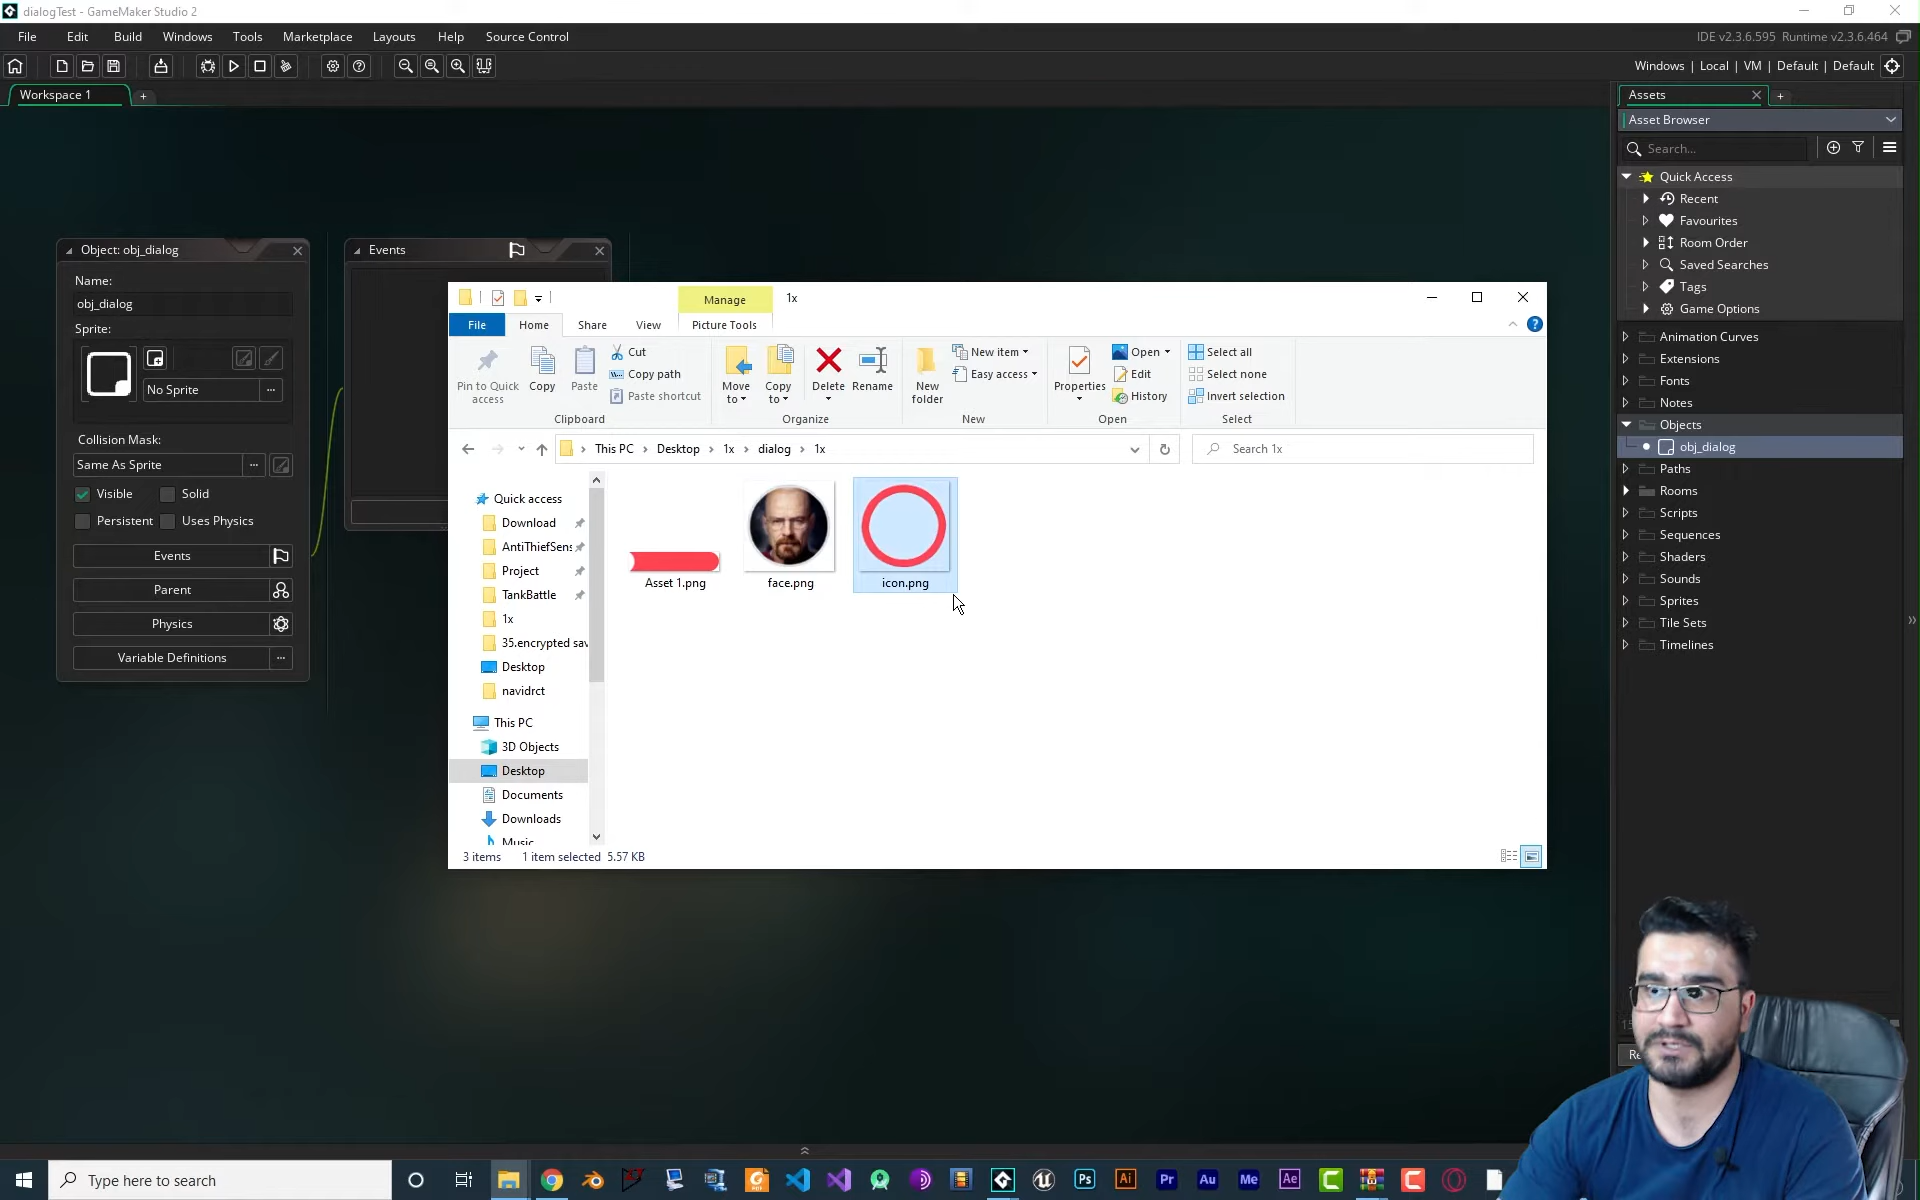 dialogTest - GameMaker Studio 2
File Edit Build Windows Tools Marketplace Layouts Help Source Control
IDE v2.3.6.595 Runtime v2.3.6.464
Windows | Local | VM | Default | Default
Workspace 1
Assets
Asset Browser
Search...
Quick Access
Recent
Favourites
Room Order
Saved Searches
Tags
Game Options
Animation Curves
Extensions
Fonts
Notes
Objects
obj_dialog
Paths
Rooms
Scripts
Sequences
Shaders
Sounds
Sprites
Tile Sets
Timelines
Object: obj_dialog
Name:
obj_dialog
Sprite:
No Sprite
Collision Mask:
Same As Sprite
Visible Solid
Persistent Uses Physics
Events
Parent
Physics
Variable Definitions
Events
Manage 1x
File Home Share View Picture Tools
Pin to Quick access
Copy
Paste
Cut
Copy path
Paste shortcut
Clipboard
Move to
Copy to
Delete
Rename
Organize
New folder
New item
Easy access
New
Properties
Open
Edit
History
Open
Select all
Select none
Invert selection
Select
This PC > Desktop > 1x > dialog > 1x
Search 1x
Quick access
Download
AntiThiefSens
Project
TankBattle
1x
35.encrypted sav
Desktop
navidrct
This PC
3D Objects
Desktop
Documents
Downloads
Music
Asset 1.png
face.png
icon.png
3 items 1 item selected 5.57 KB
Type here to search